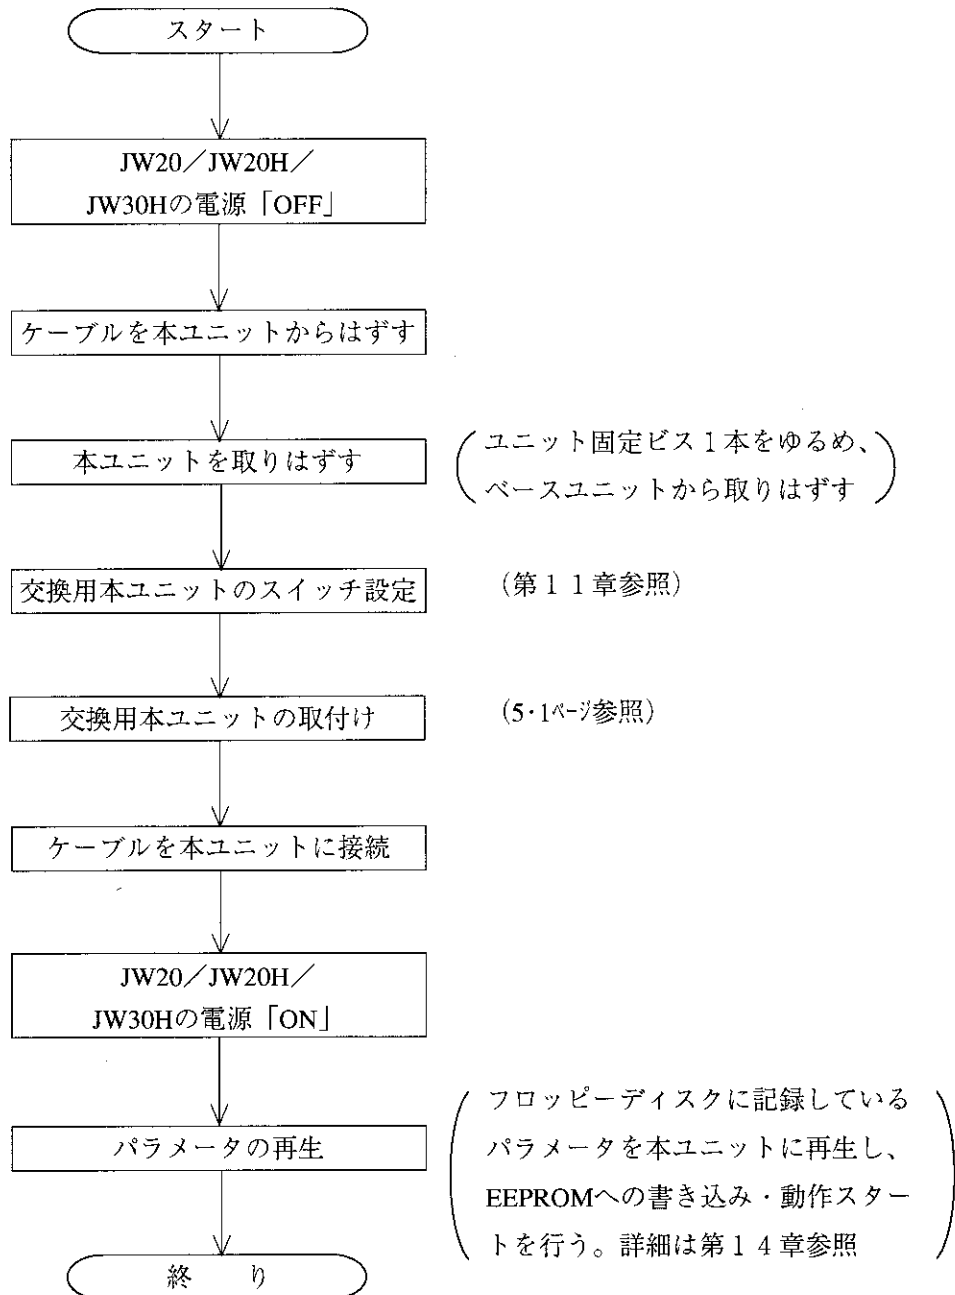 スタート
JW20／JW20H／
JW30Hの電源「OFF」
ケーブルを本ユニットからはずす
本ユニットを取りはずす
ユニット固定ビス1本をゆるめ、
ベースユニットから取りはずす
交換用本ユニットのスイッチ設定
(第11章参照)
交換用本ユニットの取付け
(5・1ページ参照)
ケーブルを本ユニットに接続
JW20／JW20H／
JW30Hの電源「ON」
パラメータの再生
フロッピーディスクに記録している
パラメータを本ユニットに再生し、
EEPROMへの書き込み・動作スター
トを行う。詳細は第14章参照
終 り